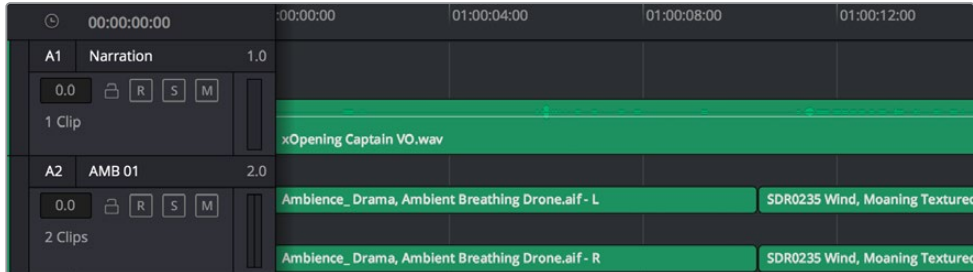 00:00:00:00 :00:00:00 01:00:04:00 01:00:08:00 01:00:12:00
A1 Narration 1.0
0.0 R S M
1 Clip
xOpening Captain VO.wav
A2 AMB 01 2.0
Ambience_ Drama, Ambient Breathing Drone.aif - L SDR0235 Wind, Moaning Textured
0.0 R S M
2 Clips
Ambience_ Drama, Ambient Breathing Drone.aif - R SDR0235 Wind, Moaning Textured